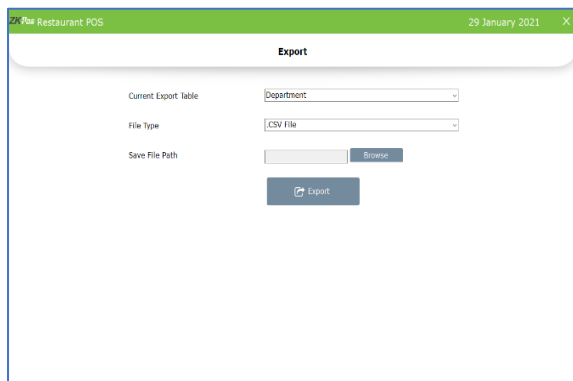 ZKPos Restaurant POS 29 January 2021 X
Export
Current Export Table Department
File Type .CSV File
Save File Path Browse
Export